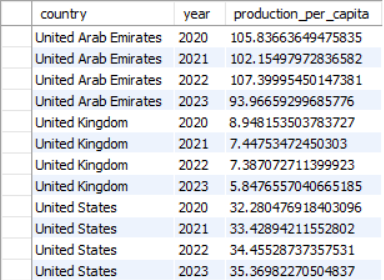 country year production_per_capita
United Arab Emirates 2020 105.83663649475835
United Arab Emirates 2021 102.15497972836582
United Arab Emirates 2022 107.39995450147381
United Arab Emirates 2023 93.96659299685776
United Kingdom 2020 8.948153503783727
United Kingdom 2021 7.44753472450303
United Kingdom 2022 7.387072711399923
United Kingdom 2023 5.8476557040665185
United States 2020 32.280476918403096
United States 2021 33.42894211552802
United States 2022 34.45528737357531
United States 2023 35.36982270504837